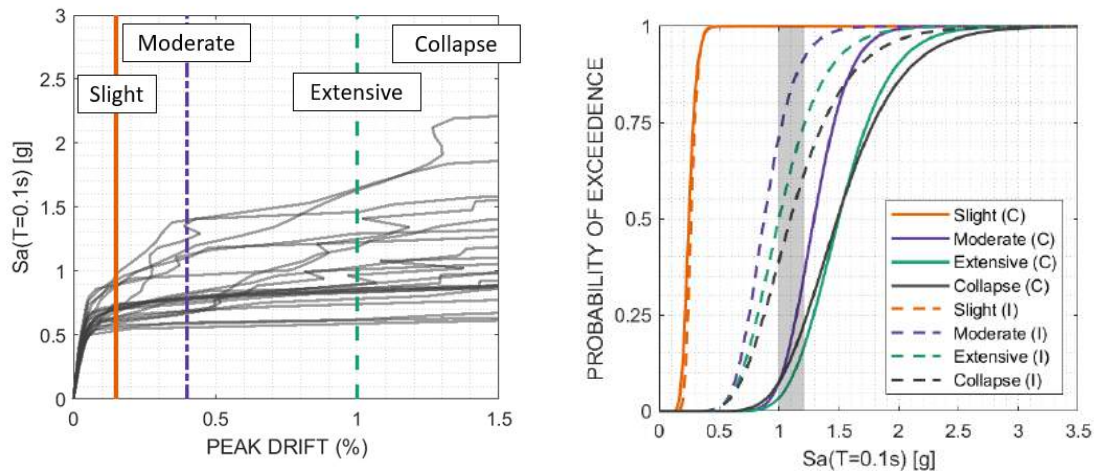 3
2.5
2
1.5
1
0.5
0
Sa(T=0.1s) [g]
Moderate
Collapse
Slight
Extensive
0
0.5
1
1.5
PEAK DRIFT (%)
1
0.75
0.5
0.25
0
PROBABILITY OF EXCEEDENCE
Slight (C)
Moderate (C)
Extensive (C)
Collapse (C)
Slight (I)
Moderate (I)
Extensive (I)
Collapse (I)
0
0.5
1
1.5
2
2.5
3
3.5
Sa(T=0.1s) [g]